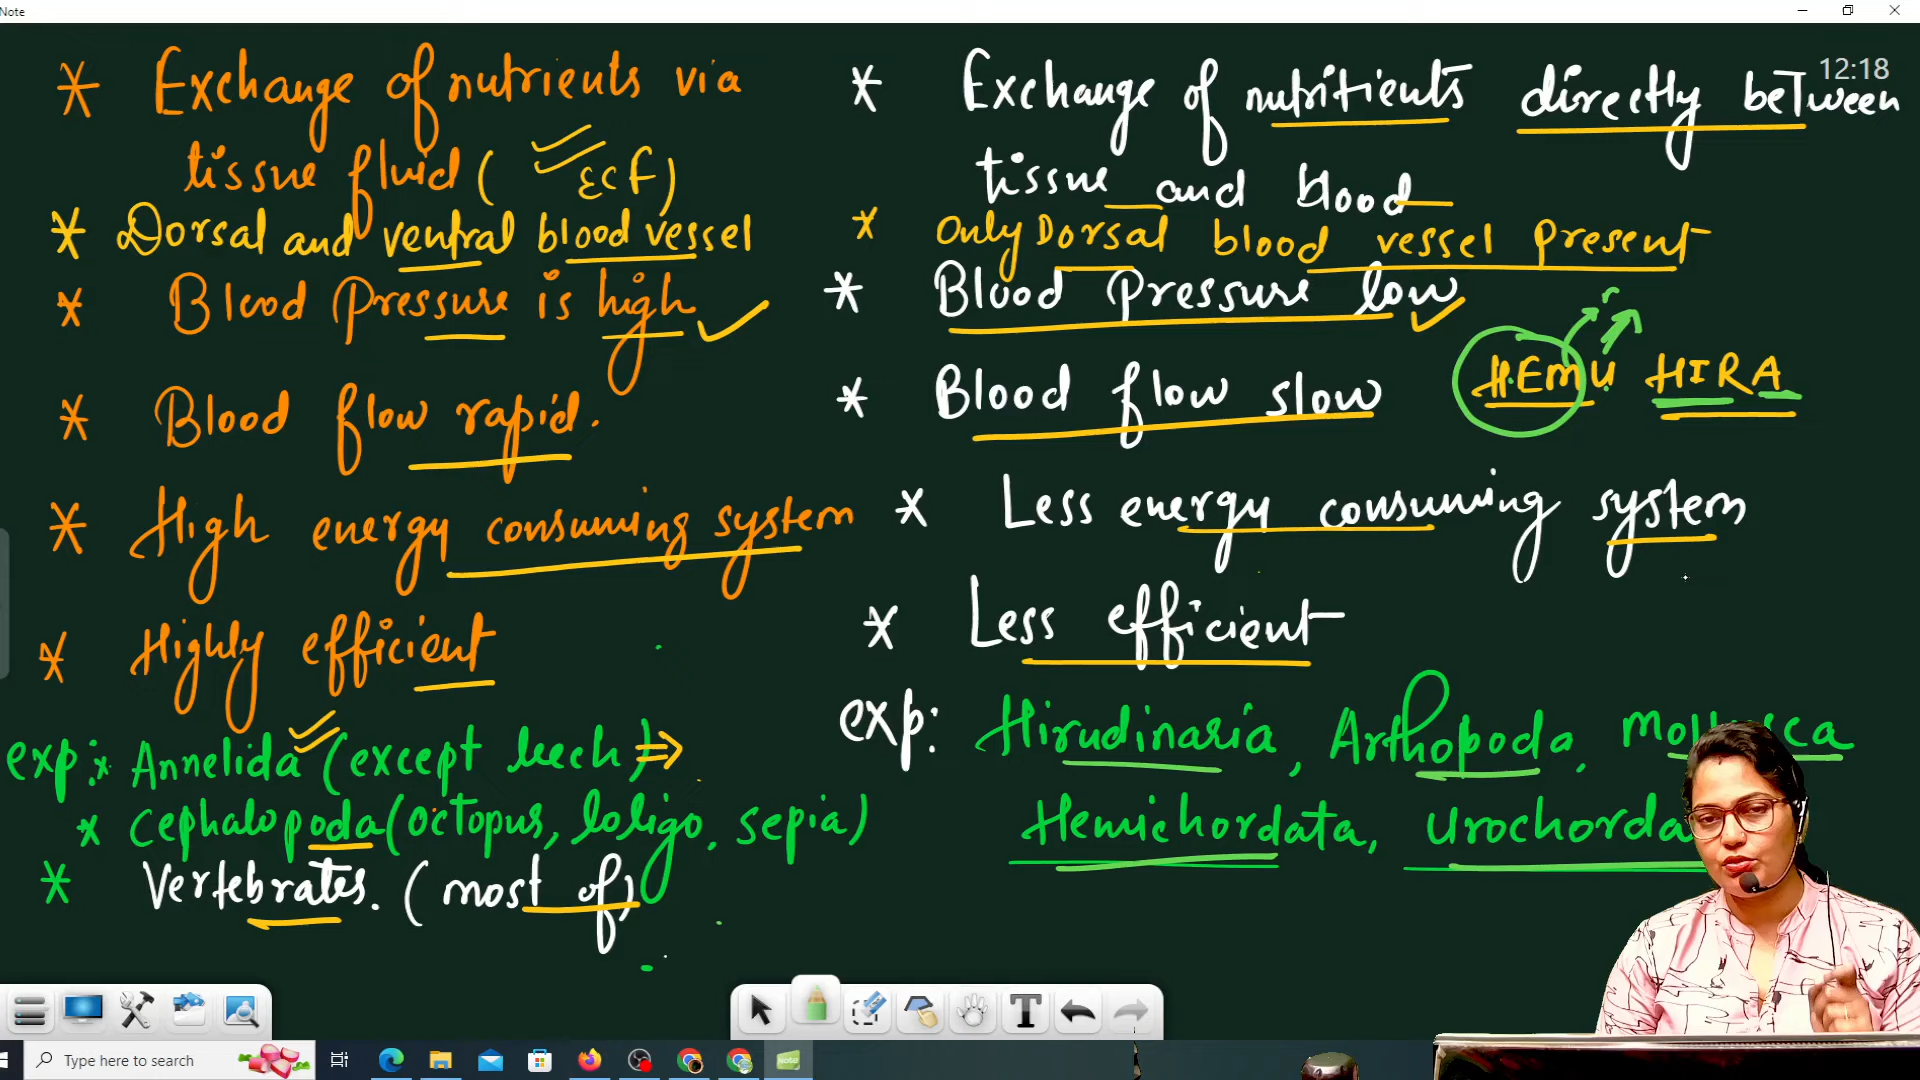 Note
12:18
* Exchange of nutrients via
tissue fluid ( ECF)
* Dorsal and ventral blood vessel
* Blood Pressure is high
* Blood flow rapid.
* High energy consuming system
* Highly efficient
exp:* Annelida (except leech) ⇒
* Cephalopoda (octopus, loligo, sepia)
* Vertebrates. (most of)
* Exchange of nutritients directly between
tissue and blood
* Only Dorsal blood vessel present
* Blood Pressure low
r
HEMU HIRA
* Blood flow slow
* Less energy consuming system
* Less efficient
exp: Hirudinaria, Arthopoda, Mollusca
Hemichordata, Urochorda
T
Type here to search
Note